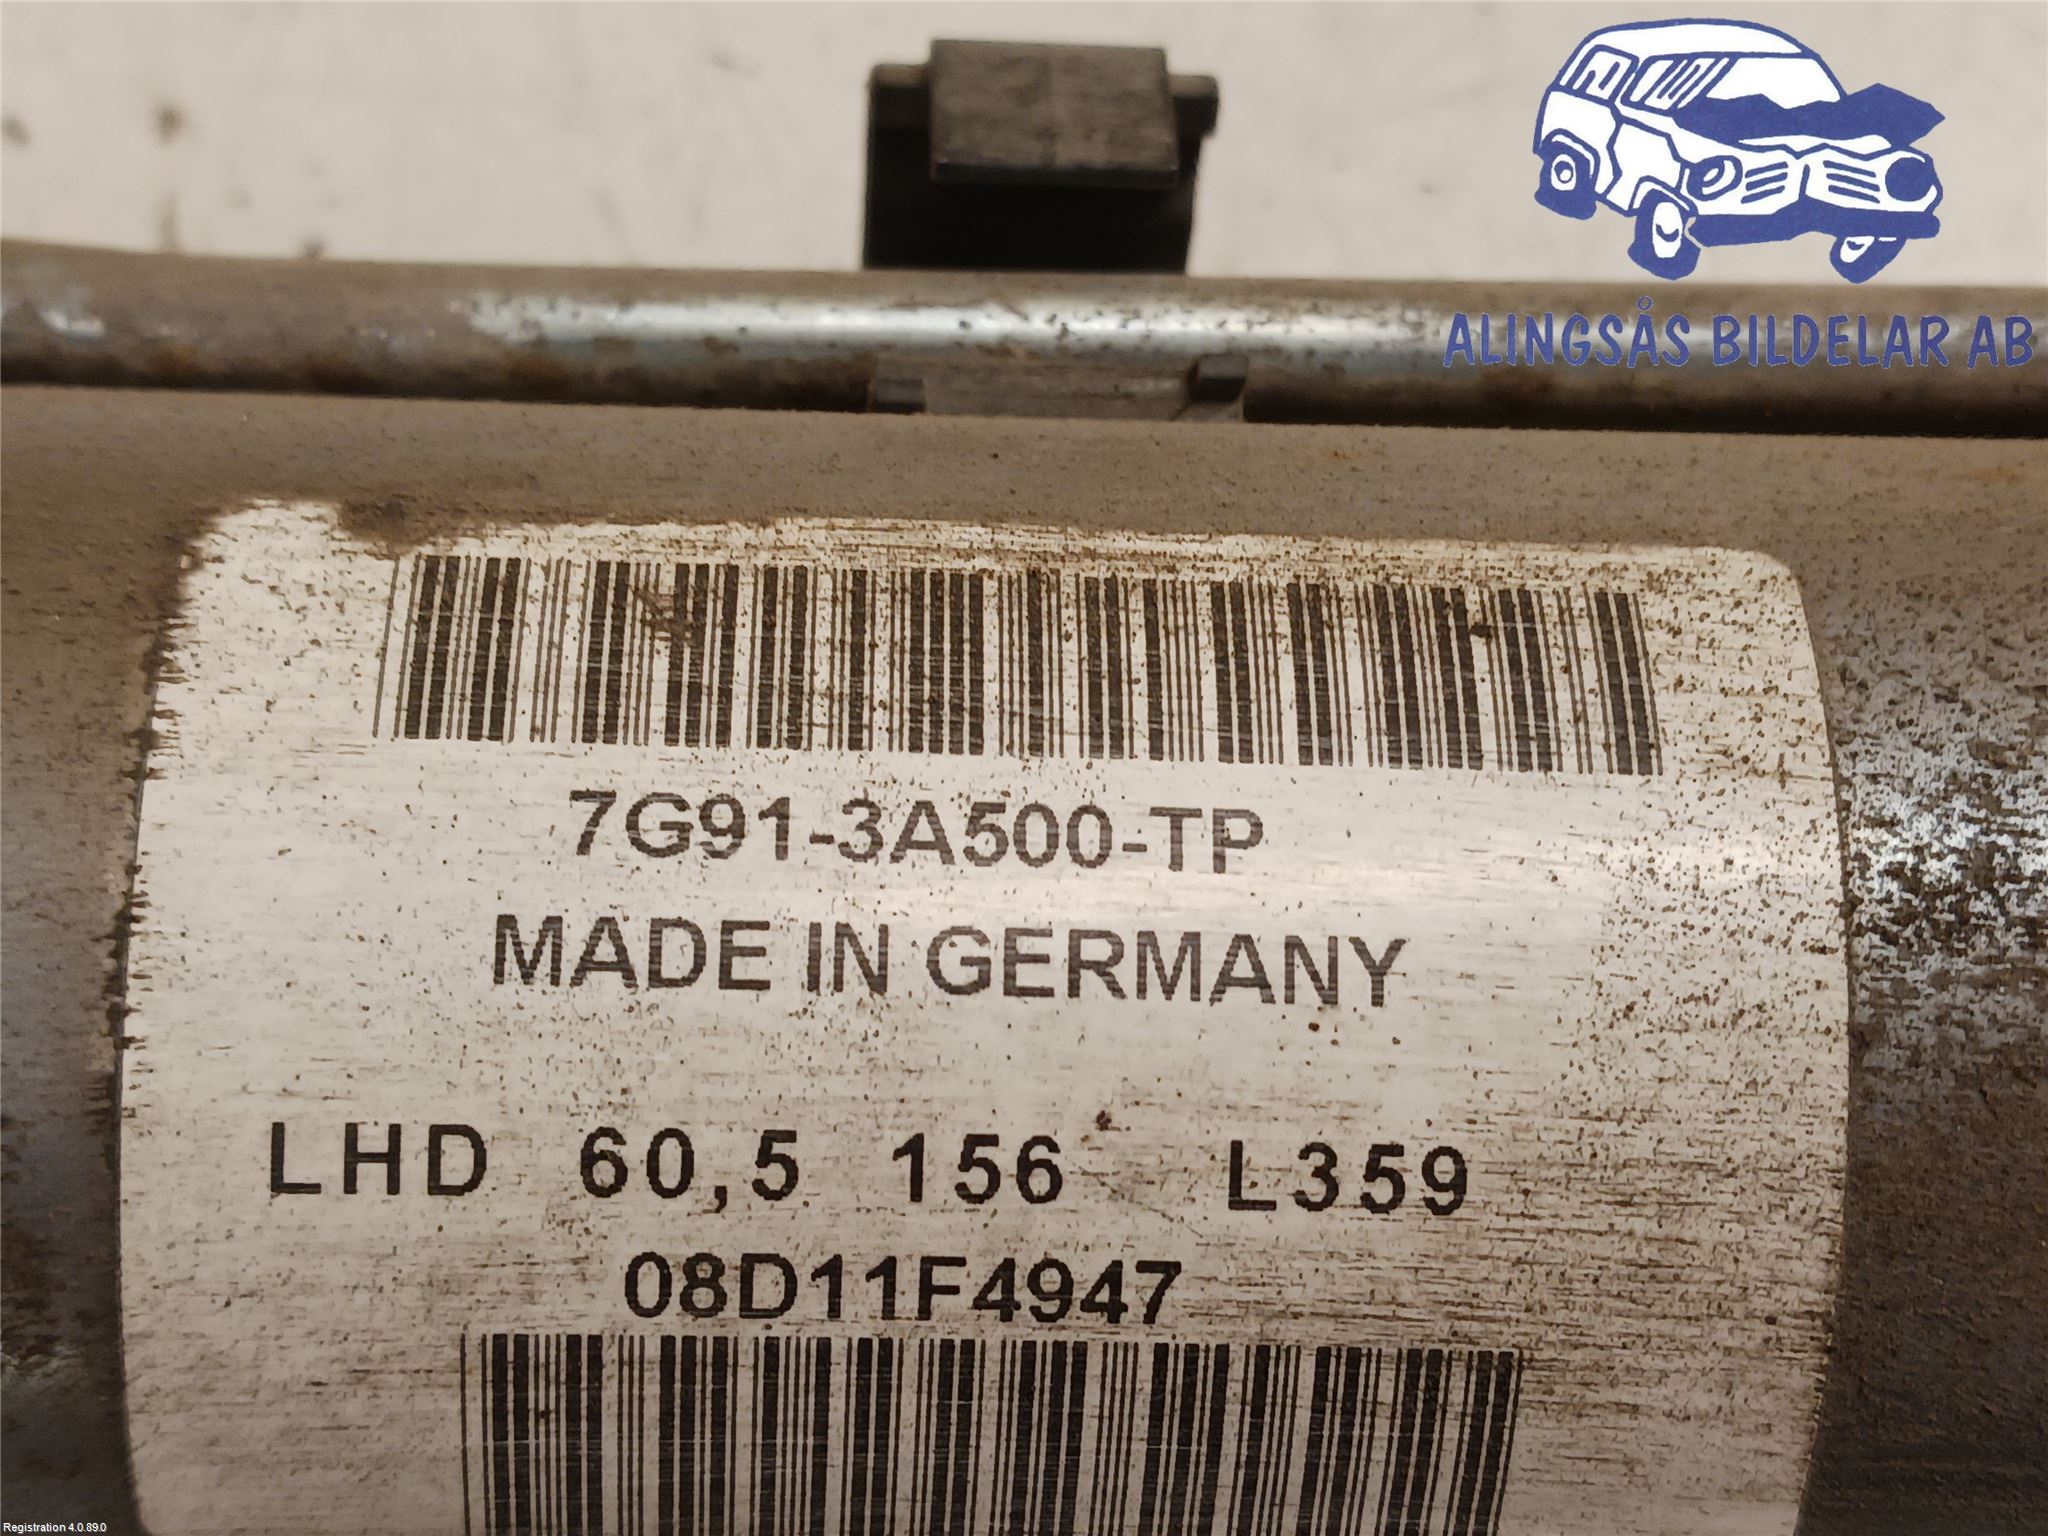 ALINGSÅS BILDELAR AB
7G91-3A500-TP
MADE IN GERMANY
LHD 60,5 156 L359
08D11F4947
Registration 4.0.89.0